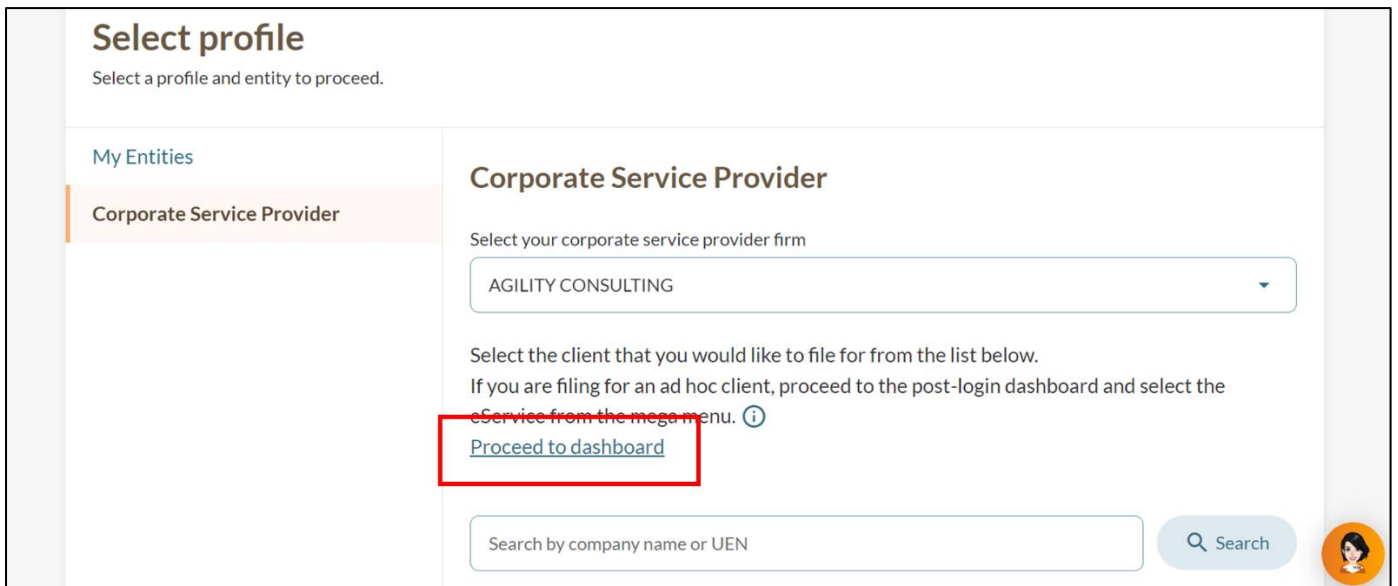 Select profile
Select a profile and entity to proceed.
My Entities
Corporate Service Provider
Corporate Service Provider
Select your corporate service provider firm
AGILITY CONSULTING
Select the client that you would like to file for from the list below.
If you are filing for an ad hoc client, proceed to the post-login dashboard and select the
eService from the mega menu.
Proceed to dashboard
Search by company name or UEN
Search